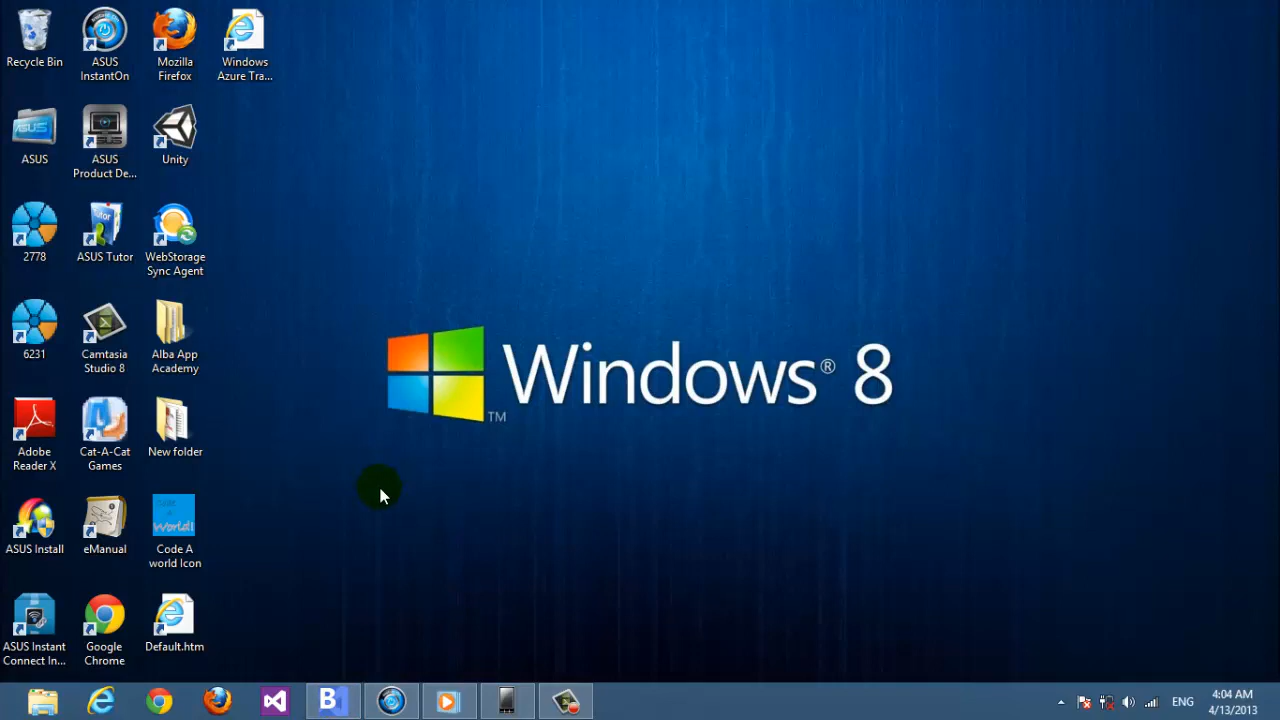 Recycle Bin
ASUS
InstantOn
Mozilla
Firefox
Windows
Azure Tra...
ASUS
ASUS
ASUS
Product De...
Unity
2778
Tutor
ASUS Tutor
WebStorage
Sync Agent
6231
Camtasia
Studio 8
Alba App
Academy
Adobe
Reader X
Cat-A-Cat
Games
New folder
ASUS Install
eManual
World!
Code A
world Icon
ASUS Instant
Connect In...
Google
Chrome
Default.htm
Windows® 8
TM
B
ENG
4:04 AM
4/13/2013